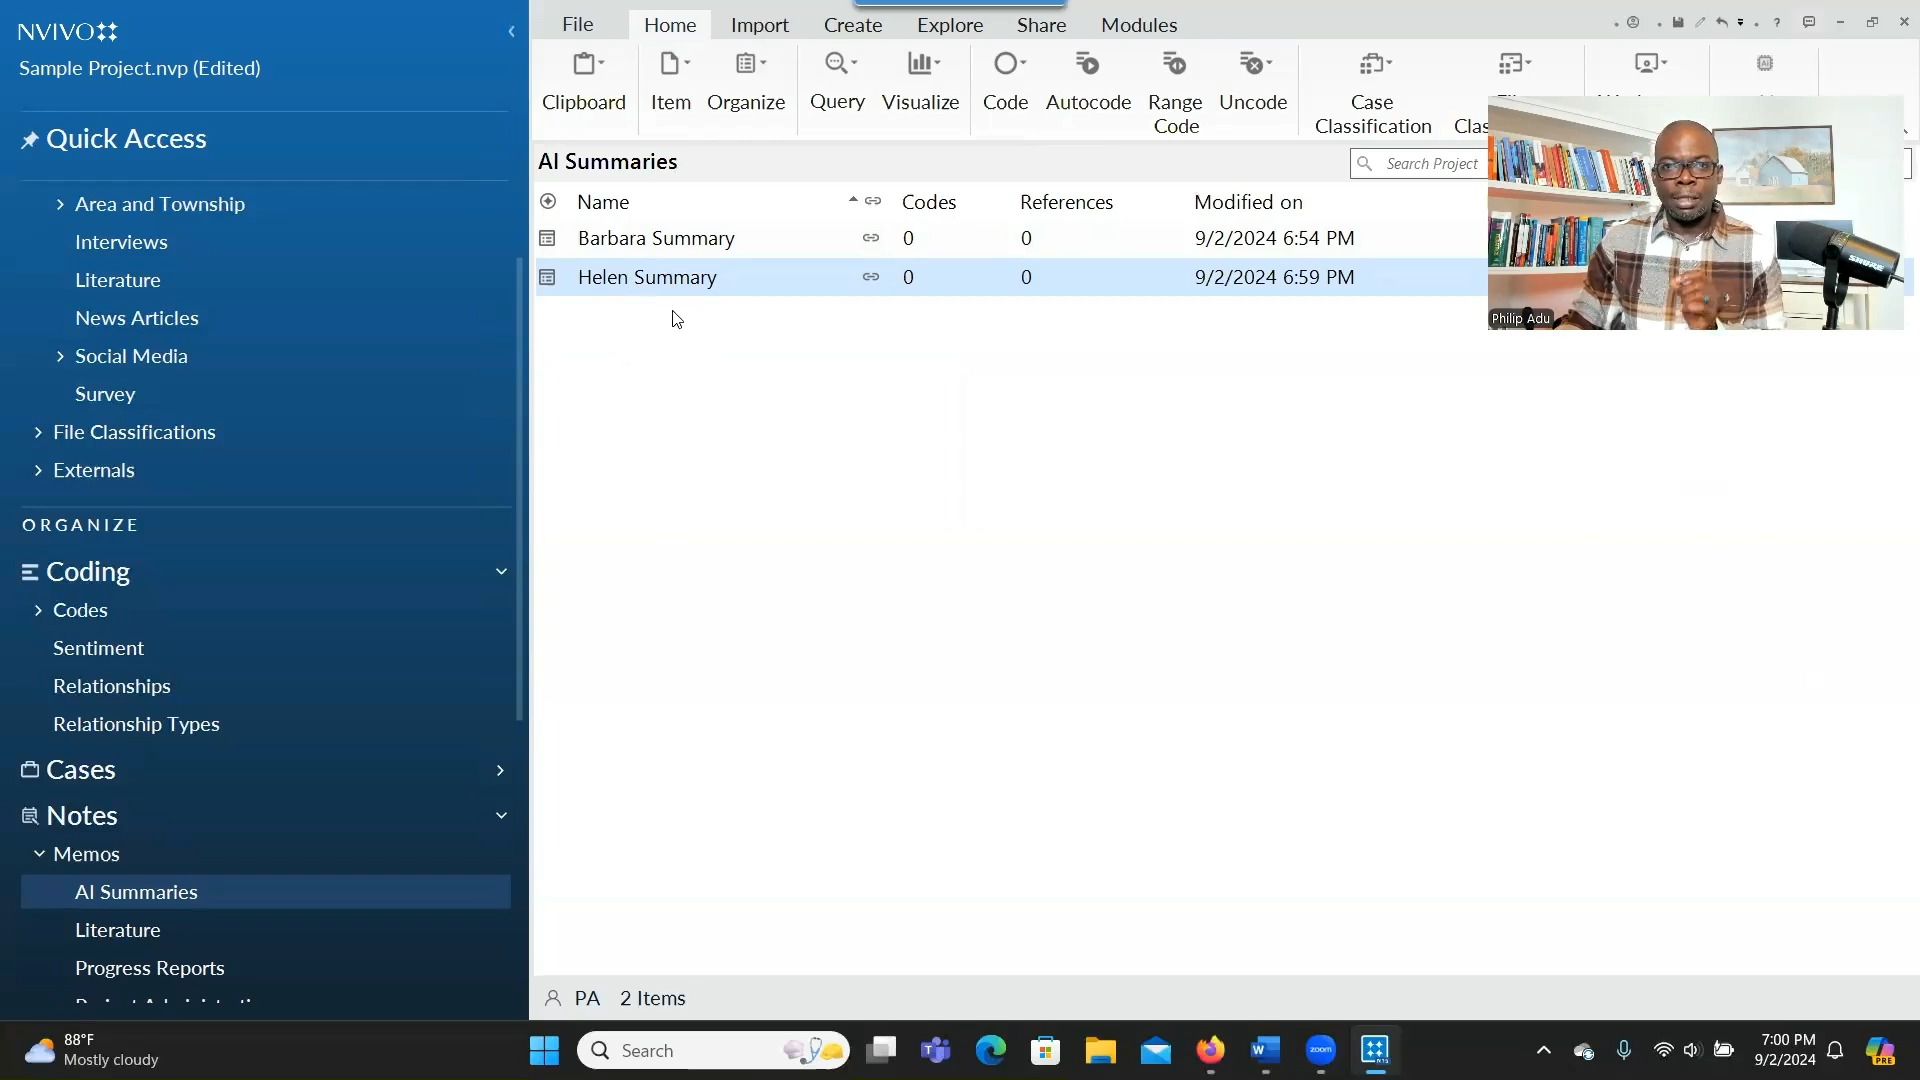 NVIVO
Sample Project.nvp (Edited)
Quick Access
Area and Township
Interviews
Literature
News Articles
Social Media
Survey
File Classifications
Externals
ORGANIZE
Coding
Codes
Sentiment
Relationships
Relationship Types
Cases
Notes
Memos
AI Summaries
Literature
Progress Reports
File Home Import Create Explore Share Modules
Clipboard Item Organize Query Visualize Code Autocode Range Code Uncode Case Classification
AI Summaries
Search Project
Name Codes References Modified on
Barbara Summary 0 0 9/2/2024 6:54 PM
Helen Summary 0 0 9/2/2024 6:59 PM
SHURE
Philip Adu
PA 2 Items
88°F
Mostly cloudy
Search
zoom
7:00 PM
9/2/2024
PRE